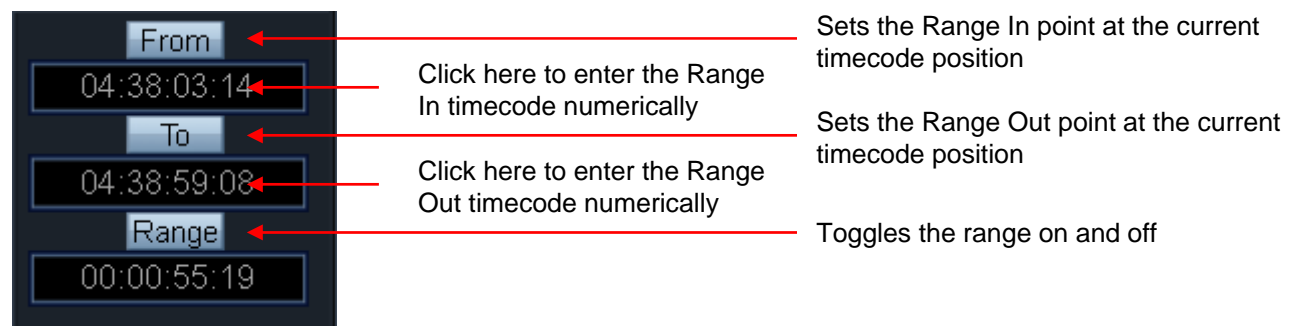 From
04:38:03:14
To
04:38:59:08
Range
00:00:55:19
Click here to enter the Range
In timecode numerically
Click here to enter the Range
Out timecode numerically
Sets the Range In point at the current
timecode position
Sets the Range Out point at the current
timecode position
Toggles the range on and off